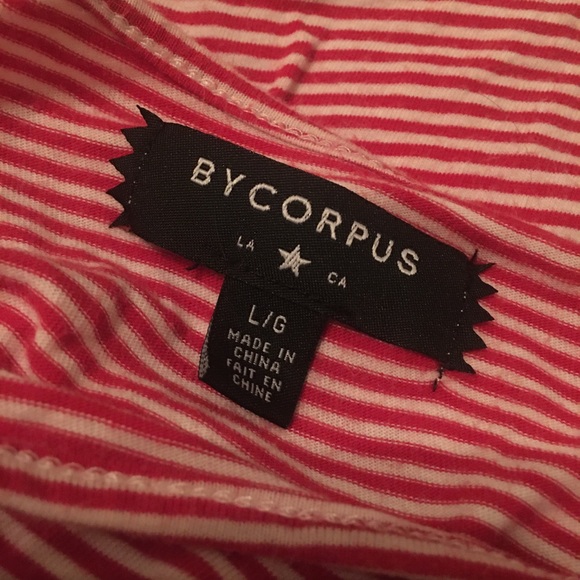 BYCORPUS
LA ★ CA
L/G
MADE IN
CHINA
FAIT EN
CHINE